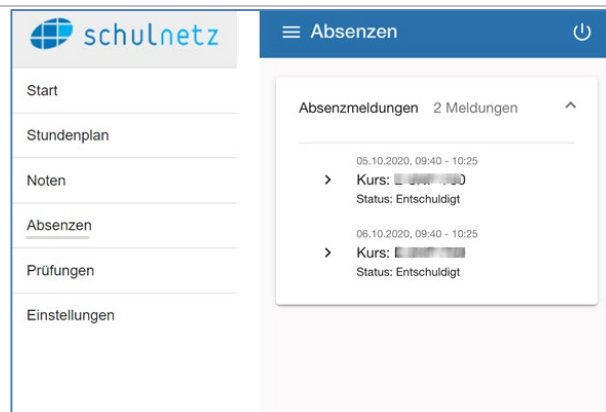 schulnetz
Start
Stundenplan
Noten
Absenzen
Prüfungen
Einstellungen
Absenzen
Absenzmeldungen 2 Meldungen
05.10.2020, 09:40 - 10:25
Kurs:
Status: Entschuldigt
06.10.2020, 09:40 - 10:25
Kurs:
Status: Entschuldigt